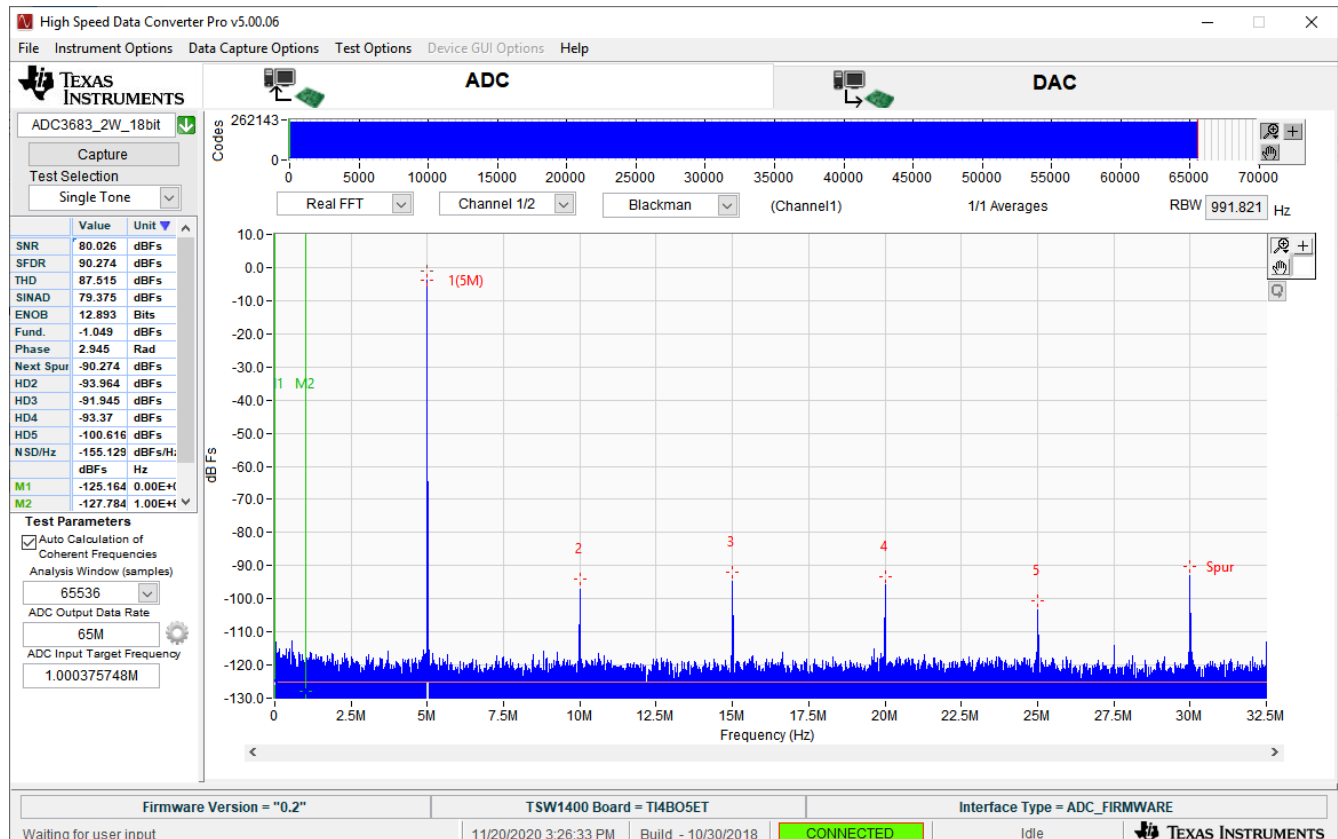 High Speed Data Converter Pro v5.00.06
File Instrument Options Data Capture Options Test Options Device GUI Options Help
TEXAS INSTRUMENTS
ADC
DAC
ADC3683_2W_18bit
Capture
Test Selection
Single Tone
Value Unit
SNR 80.026 dBFs
SFDR 90.274 dBFs
THD 87.515 dBFs
SINAD 79.375 dBFs
ENOB 12.893 Bits
Fund. -1.049 dBFs
Phase 2.945 Rad
Next Spur -90.274 dBFs
HD2 -93.964 dBFs
HD3 -91.945 dBFs
HD4 -93.37 dBFs
HD5 -100.616 dBFs
NSD/Hz -155.129 dBFs/Hz
dBFs Hz
M1 -125.164 0.00E+
M2 -127.784 1.00E+
Test Parameters
Auto Calculation of
Coherent Frequencies
Analysis Window (samples)
65536
ADC Output Data Rate
65M
ADC Input Target Frequency
1.000375748M
Codes
262143
0
0 5000 10000 15000 20000 25000 30000 35000 40000 45000 50000 55000 60000 65000 70000
Real FFT Channel 1/2 Blackman (Channel1) 1/1 Averages RBW 991.821 Hz
dB Fs
10.0
0.0
-10.0
-20.0
-30.0
-40.0
-50.0
-60.0
-70.0
-80.0
-90.0
-100.0
-110.0
-120.0
-130.0
1(5M)
M2
2
3
4
5
Spur
0 2.5M 5M 7.5M 10M 12.5M 15M 17.5M 20M 22.5M 25M 27.5M 30M 32.5M
Frequency (Hz)
Firmware Version = "0.2" TSW1400 Board = TI4BO5ET Interface Type = ADC_FIRMWARE
Waiting for user input 11/20/2020 3:26:33 PM Build - 10/30/2018 CONNECTED Idle TEXAS INSTRUMENTS